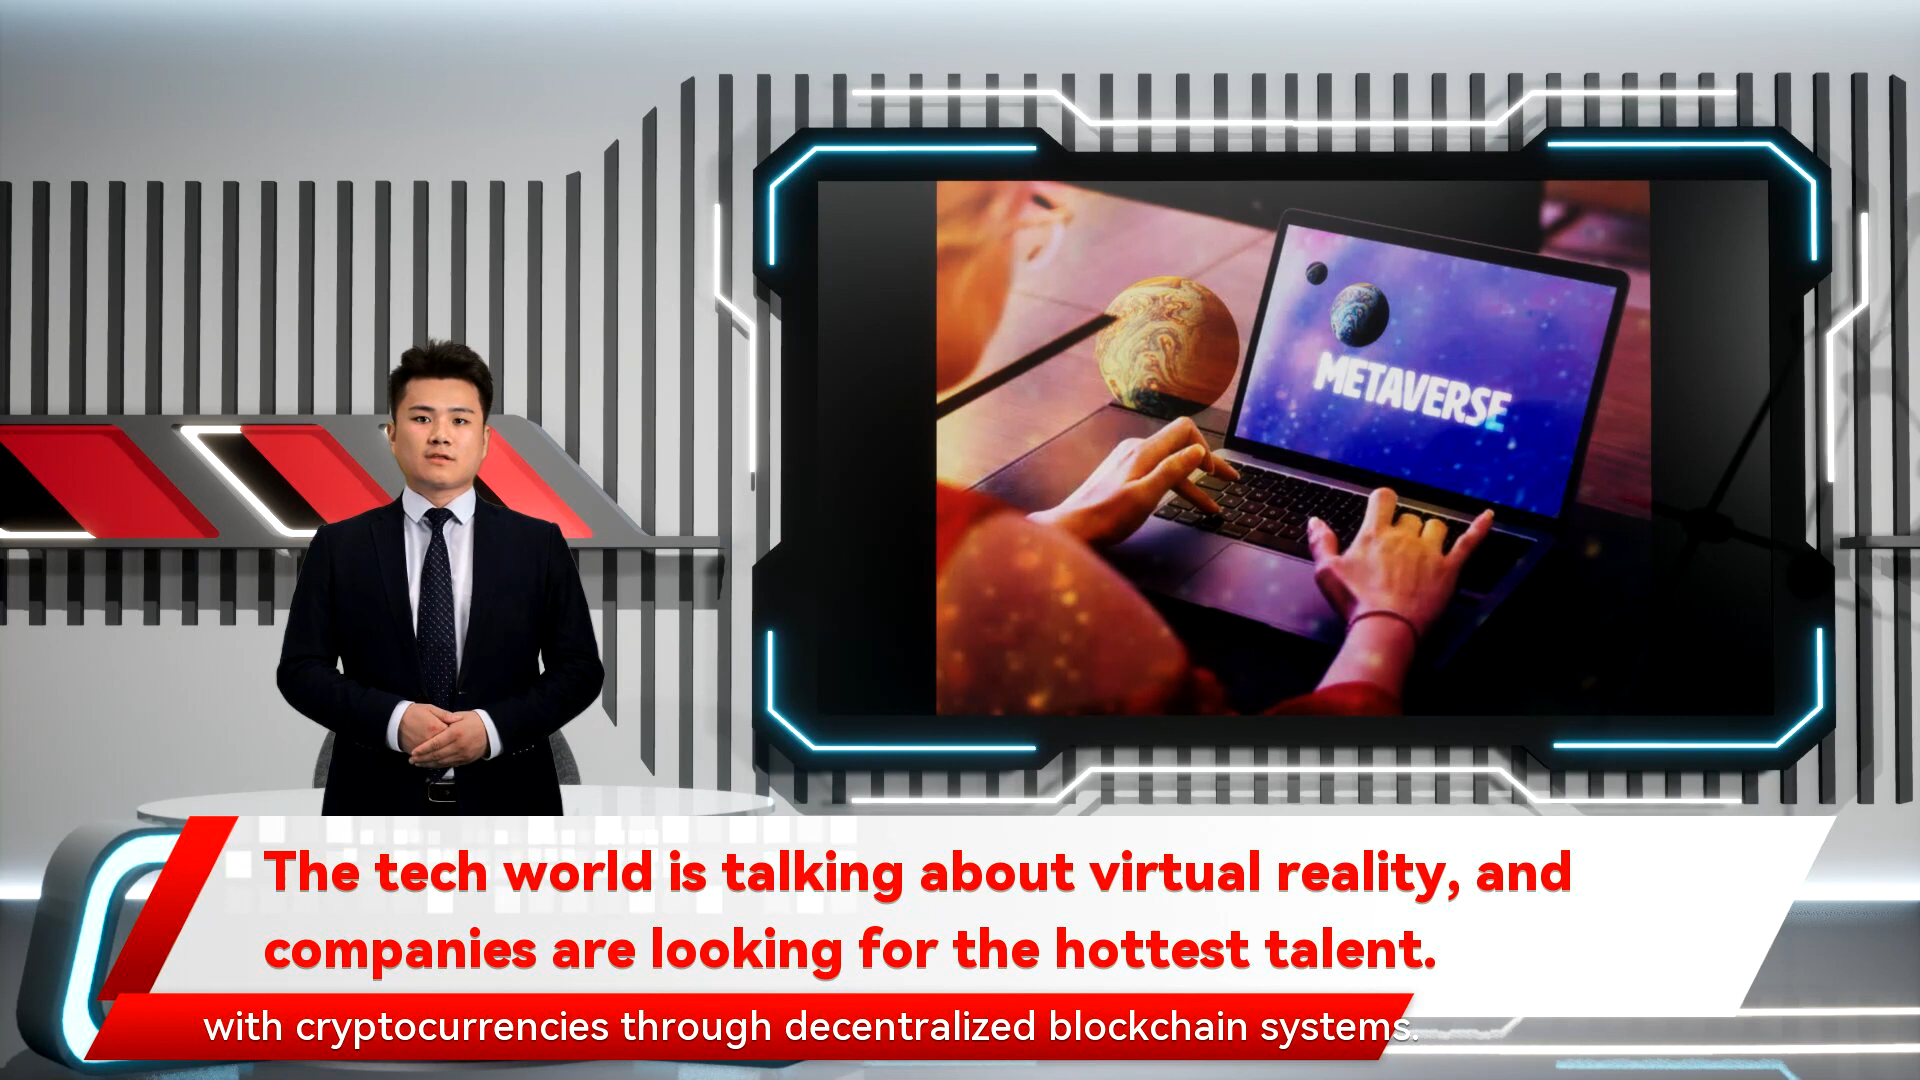 METAVERSE
The tech world is talking about virtual reality, and
companies are looking for the hottest talent.
with cryptocurrencies through decentralized blockchain systems.